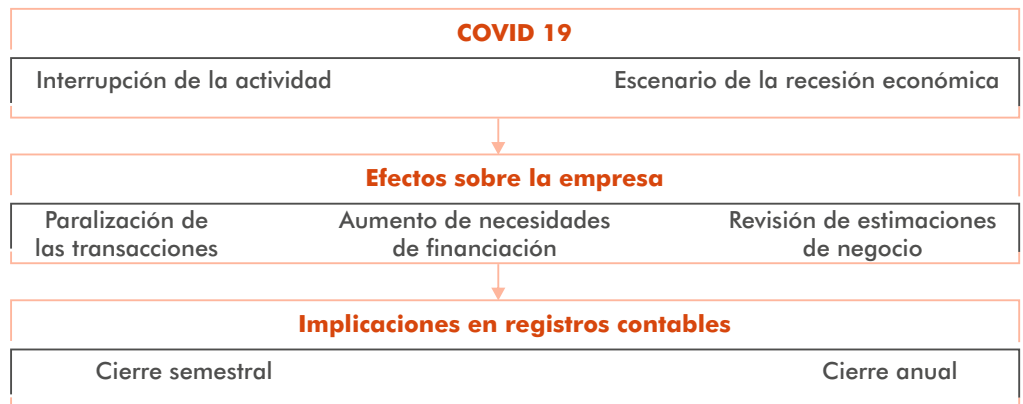 COVID 19
Interrupción de la actividad
Escenario de la recesión económica
Efectos sobre la empresa
Paralización de
las transacciones
Aumento de necesidades
de financiación
Revisión de estimaciones
de negocio
Implicaciones en registros contables
Cierre semestral
Cierre anual